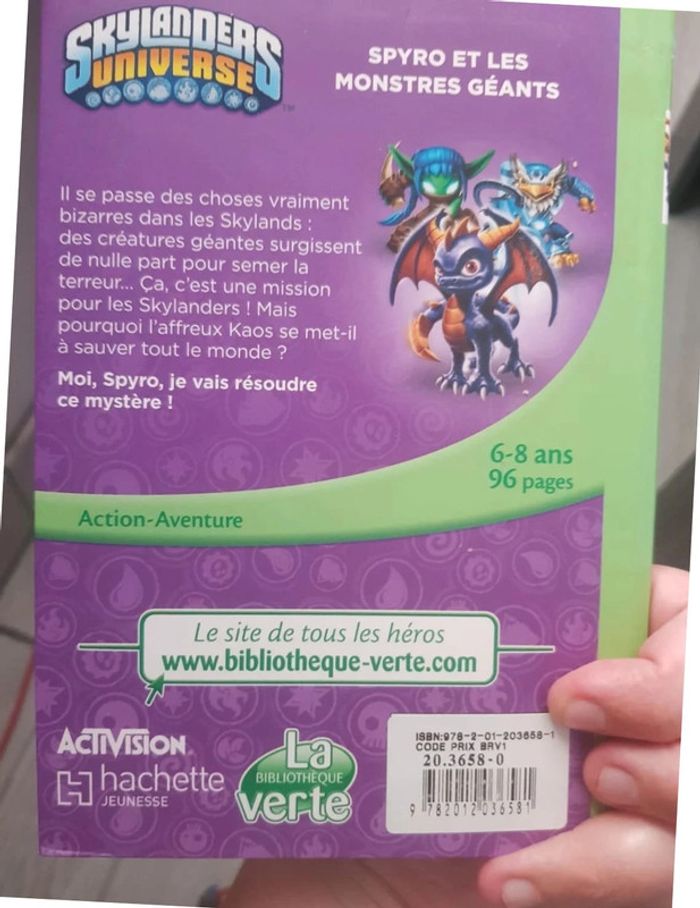 SKYLANDERS
UNIVERSE
TM
SPYRO ET LES
MONSTRES GÉANTS
Il se passe des choses vraiment
bizarres dans les Skylands :
des créatures géantes surgissent
de nulle part pour semer la
terreur... Ça, c'est une mission
pour les Skylanders ! Mais
pourquoi l'affreux Kaos se met-il
à sauver tout le monde ?
Moi, Spyro, je vais résoudre
ce mystère !
6-8 ans
96 pages
Action-Aventure
Le site de tous les héros
www.bibliotheque-verte.com
ACTIVISION
hachette
JEUNESSE
La
BIBLIOTHÈQUE
verte
ISBN:978-2-01-203658-1
CODE PRIX BRV1
20.3658-0
9 782012 036581